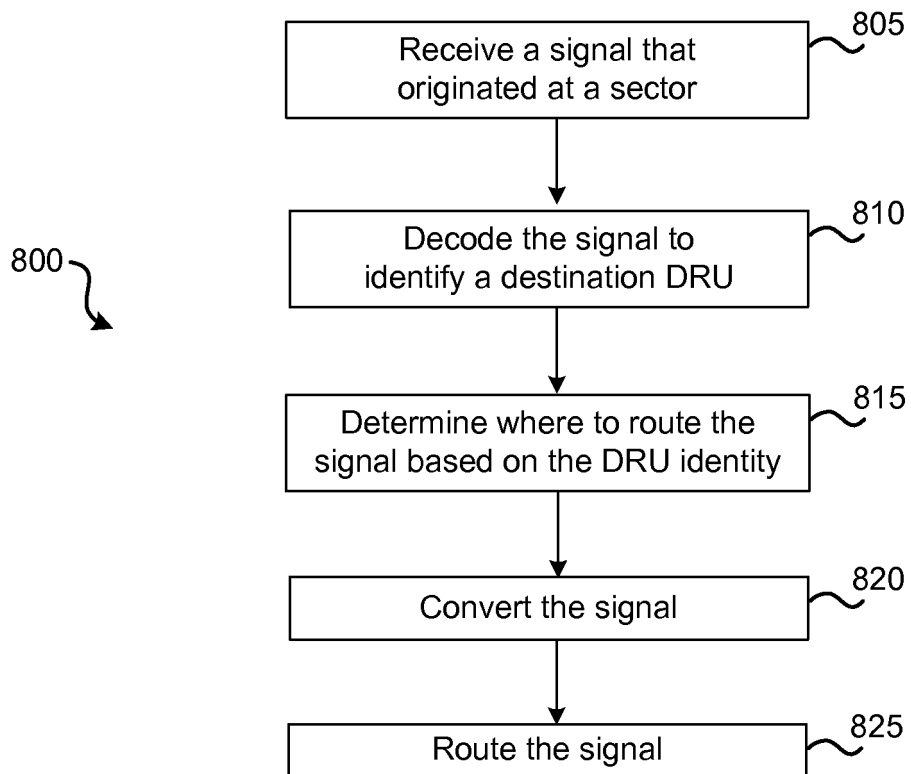 Receive a signal that
originated at a sector
805
Decode the signal to
identify a destination DRU
810
800
Determine where to route the
signal based on the DRU identity
815
Convert the signal
820
Route the signal
825